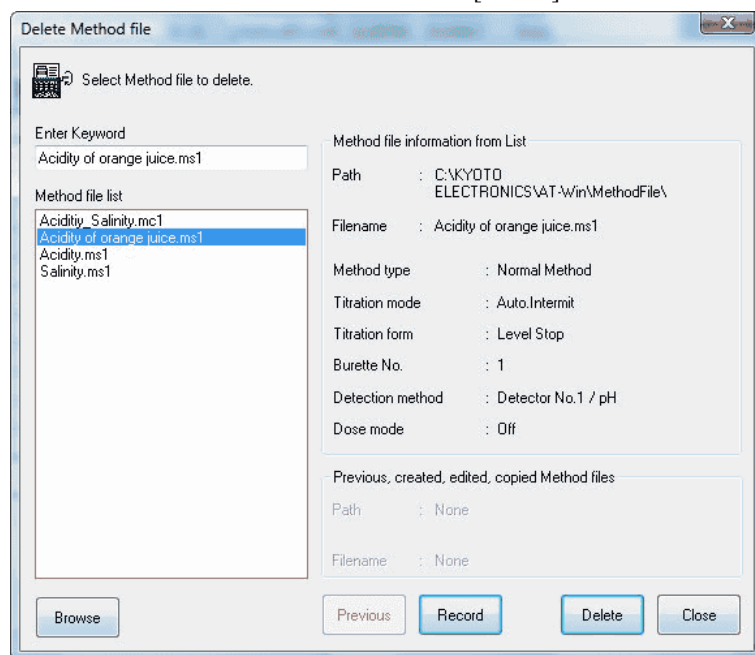 Delete Method file
Select Method file to delete.
Enter Keyword
Acidity of orange juice.ms1
Method file list
Aciditiy_Salinity.mc1
Acidity of orange juice.ms1
Acidity.ms1
Salinity.ms1
Browse
Method file information from List
Path : C:\KYOTO
ELECTRONICS\AT-Win\MethodFile\
Filename : Acidity of orange juice.ms1
Method type : Normal Method
Titration mode : Auto.Intermit
Titration form : Level Stop
Burette No. : 1
Detection method : Detector No.1 / pH
Dose mode : Off
Previous, created, edited, copied Method files
Path : None
Filename : None
Previous Record Delete Close